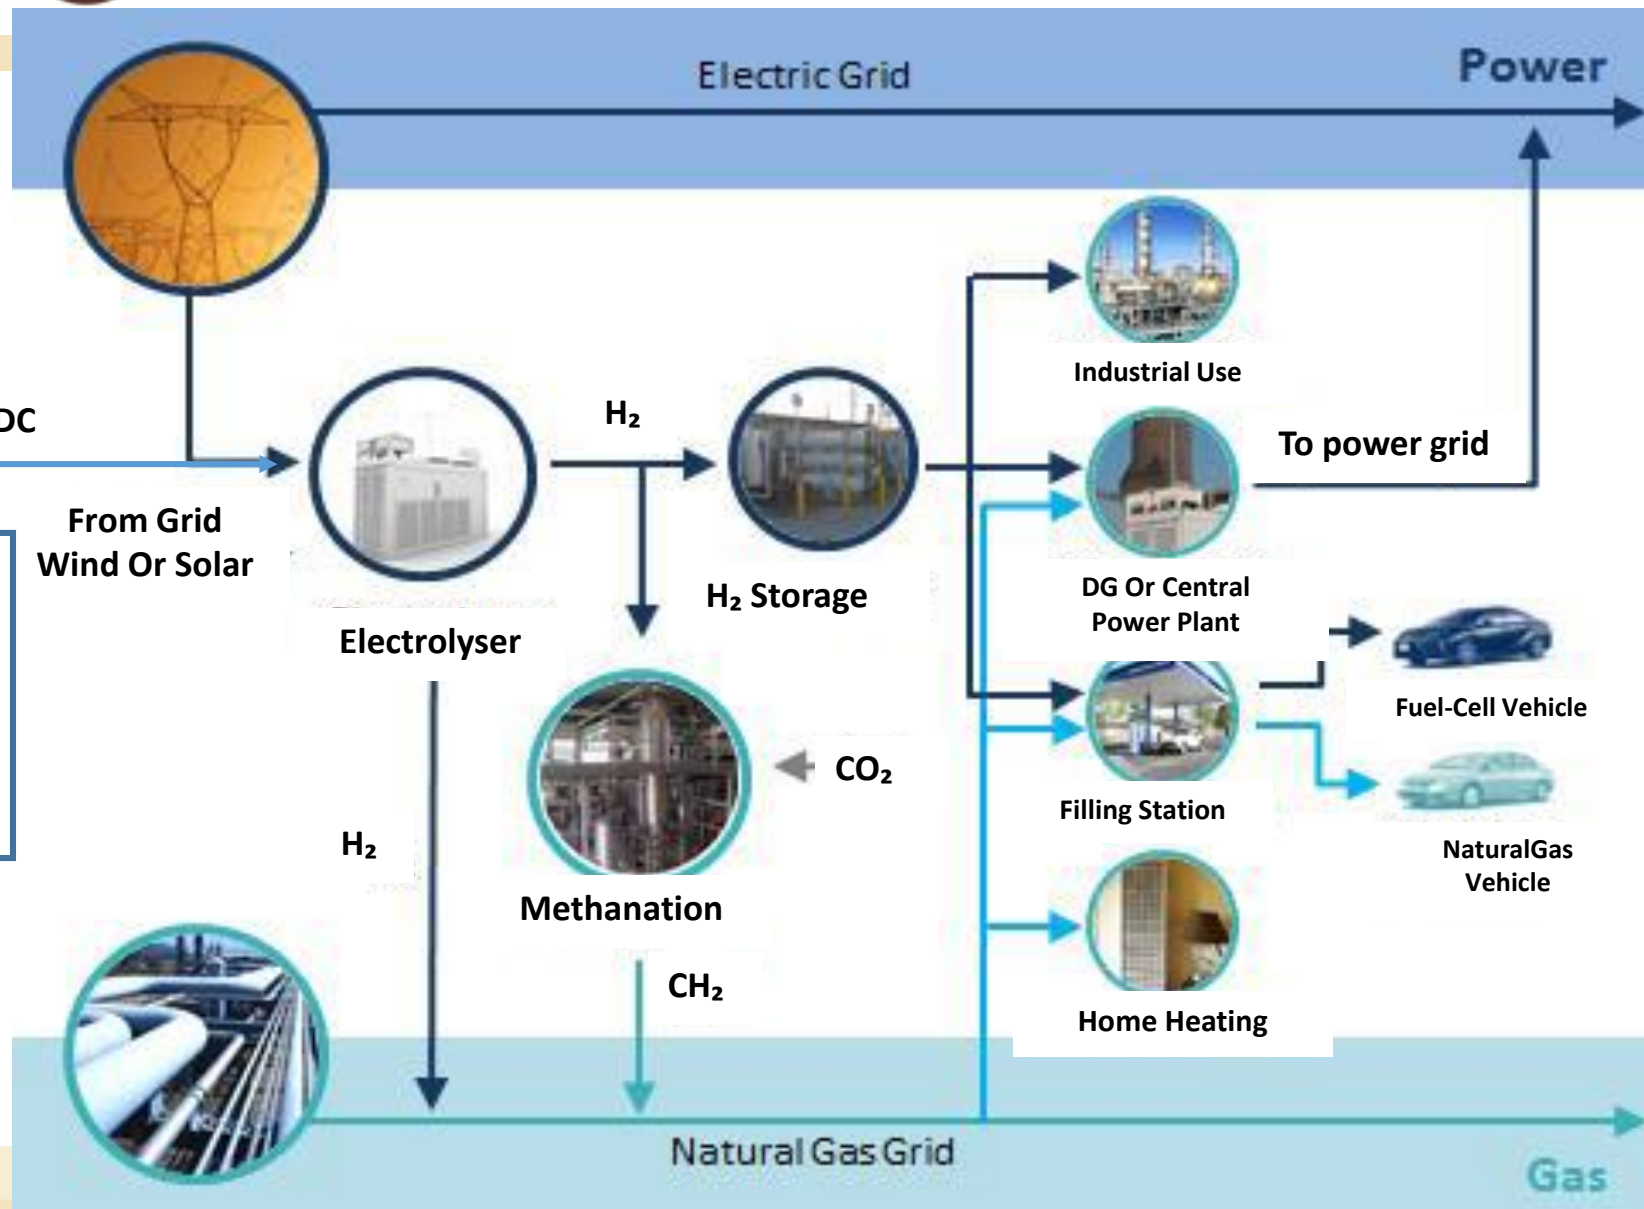 Electric Grid
Power
DC
From Grid
Wind Or Solar
Electrolyser
H₂
H₂ Storage
Industrial Use
DG Or Central
Power Plant
To power grid
Fuel-Cell Vehicle
Filling Station
NaturalGas
Vehicle
CO₂
H₂
Methanation
CH₂
Home Heating
Natural Gas Grid
Gas